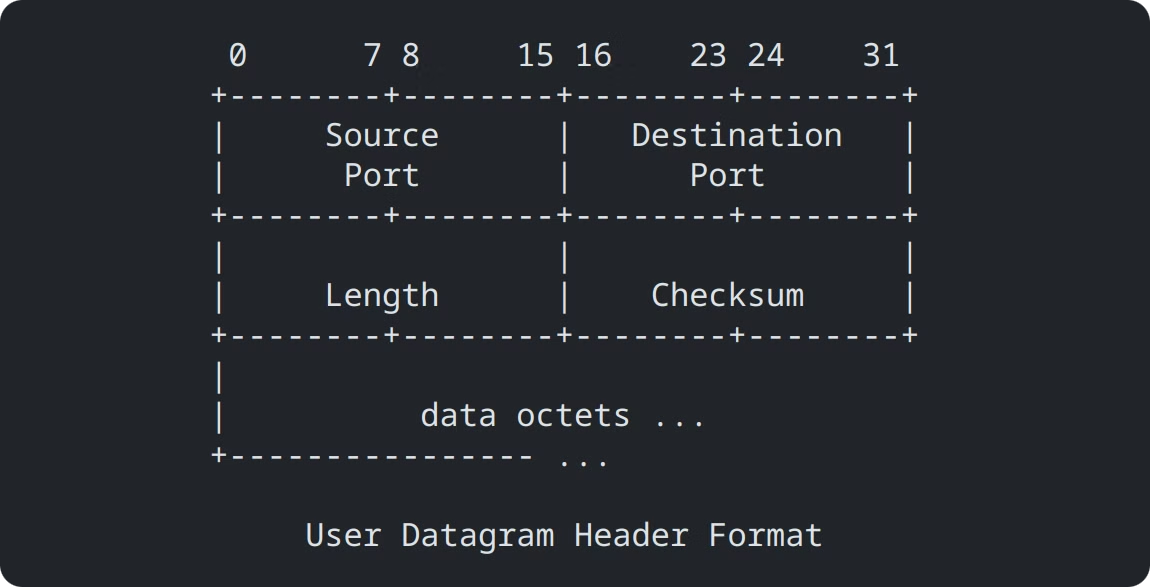 0      7 8     15 16    23 24    31
+--------+--------+--------+--------+
|     Source      |   Destination   |
|      Port       |      Port       |
+--------+--------+--------+--------+
|                 |                 |
|     Length      |    Checksum     |
+--------+--------+--------+--------+
|
|          data octets ...
+---------------- ...

     User Datagram Header Format